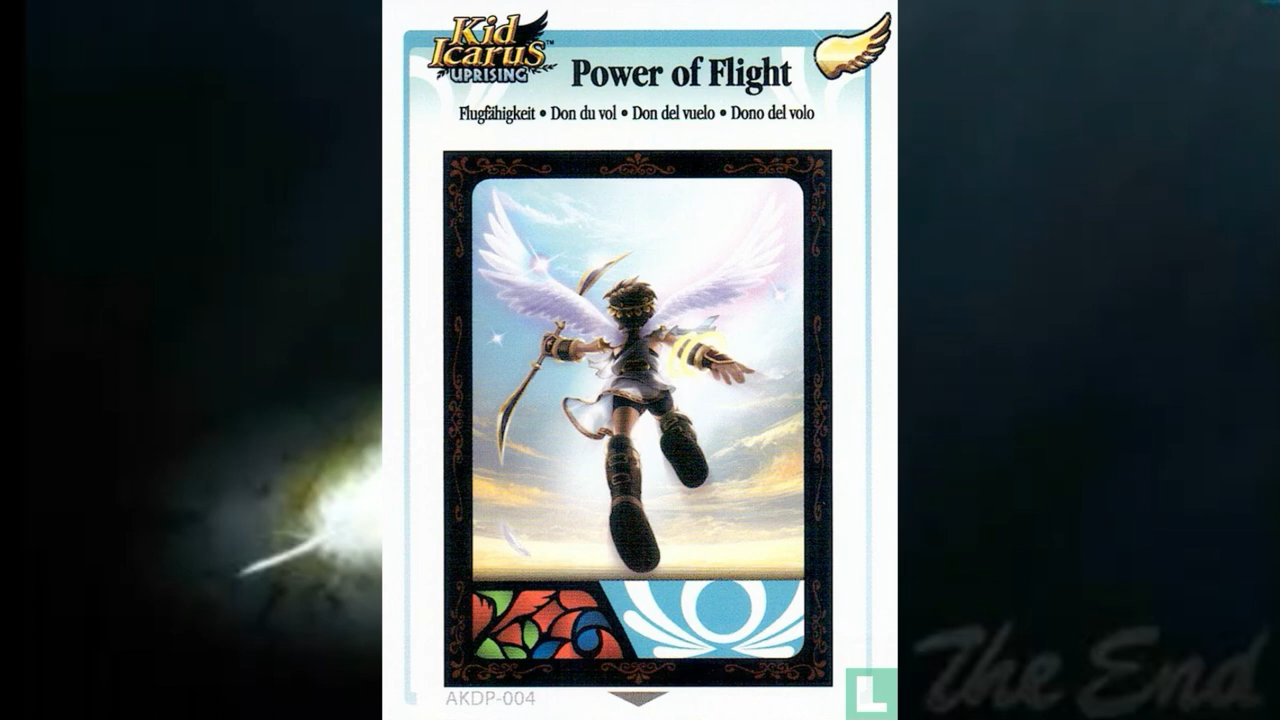 Kid
Icarus™
UPRISING
Power of Flight
Flugfähigkeit • Don du vol • Don del vuelo • Dono del volo
AKDP-004
L
The End